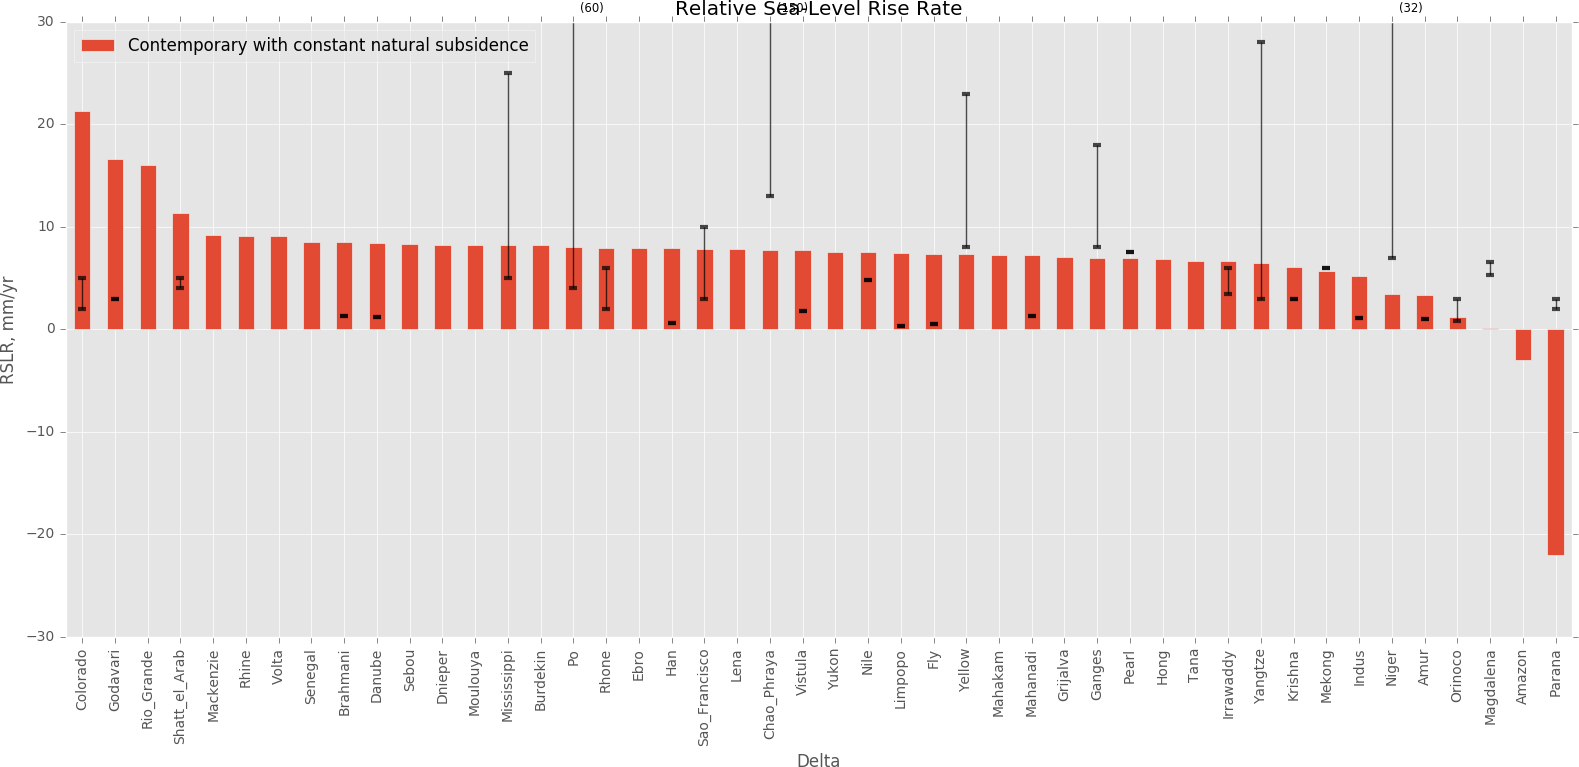 Relative Sea-Level Rise Rate
(60)
(150)
(32)
Contemporary with constant natural subsidence
RSLR, mm/yr
30
20
10
0
−10
−20
−30
Colorado
Godavari
Rio_Grande
Shatt_el_Arab
Mackenzie
Rhine
Volta
Senegal
Brahmani
Danube
Sebou
Dnieper
Moulouya
Mississippi
Burdekin
Po
Rhone
Ebro
Han
Sao_Francisco
Lena
Chao_Phraya
Vistula
Yukon
Nile
Limpopo
Fly
Yellow
Mahakam
Mahanadi
Grijalva
Ganges
Pearl
Hong
Tana
Irrawaddy
Yangtze
Krishna
Mekong
Indus
Niger
Amur
Orinoco
Magdalena
Amazon
Parana
Delta